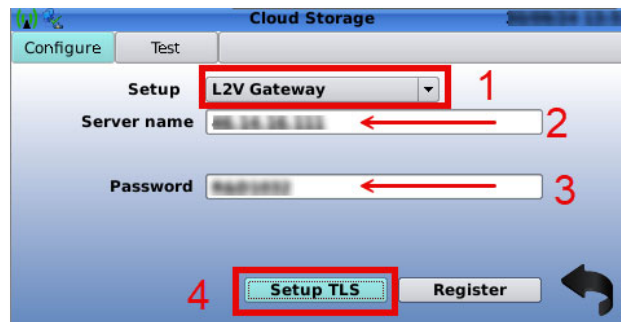 Cloud Storage
Configure Test
Setup L2V Gateway 1
Server name 2
Password 3
4 Setup TLS Register